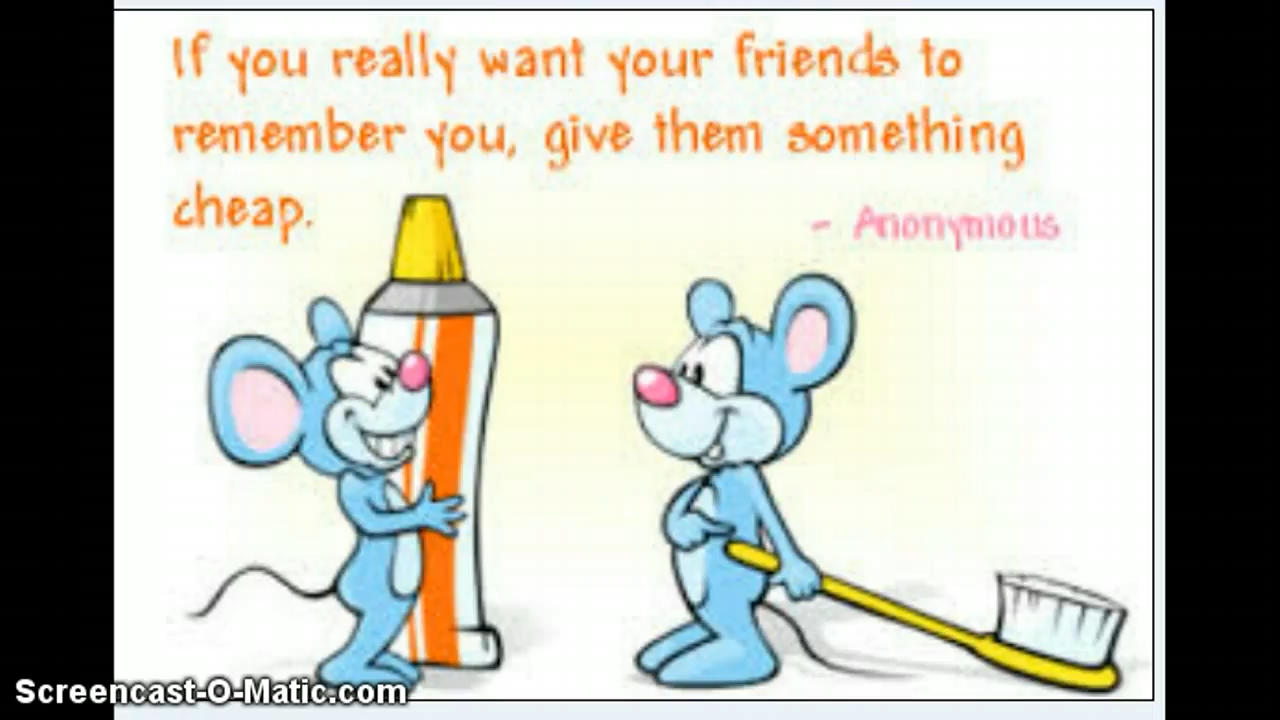 If you really want your friends to
remember you, give them something
cheap.
- Anonymous
Screencast-O-Matic.com